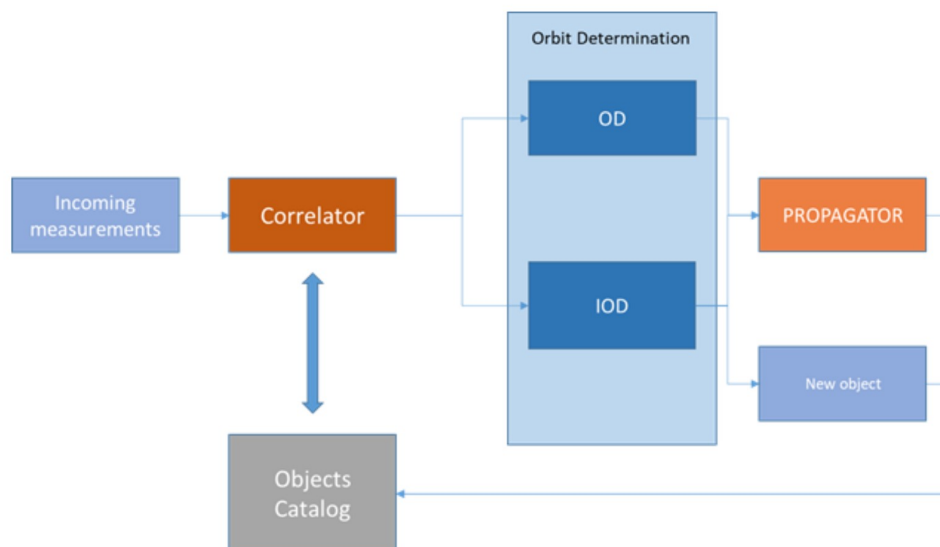 Orbit Determination
OD
Incoming
measurements
Correlator
PROPAGATOR
IOD
New object
Objects
Catalog